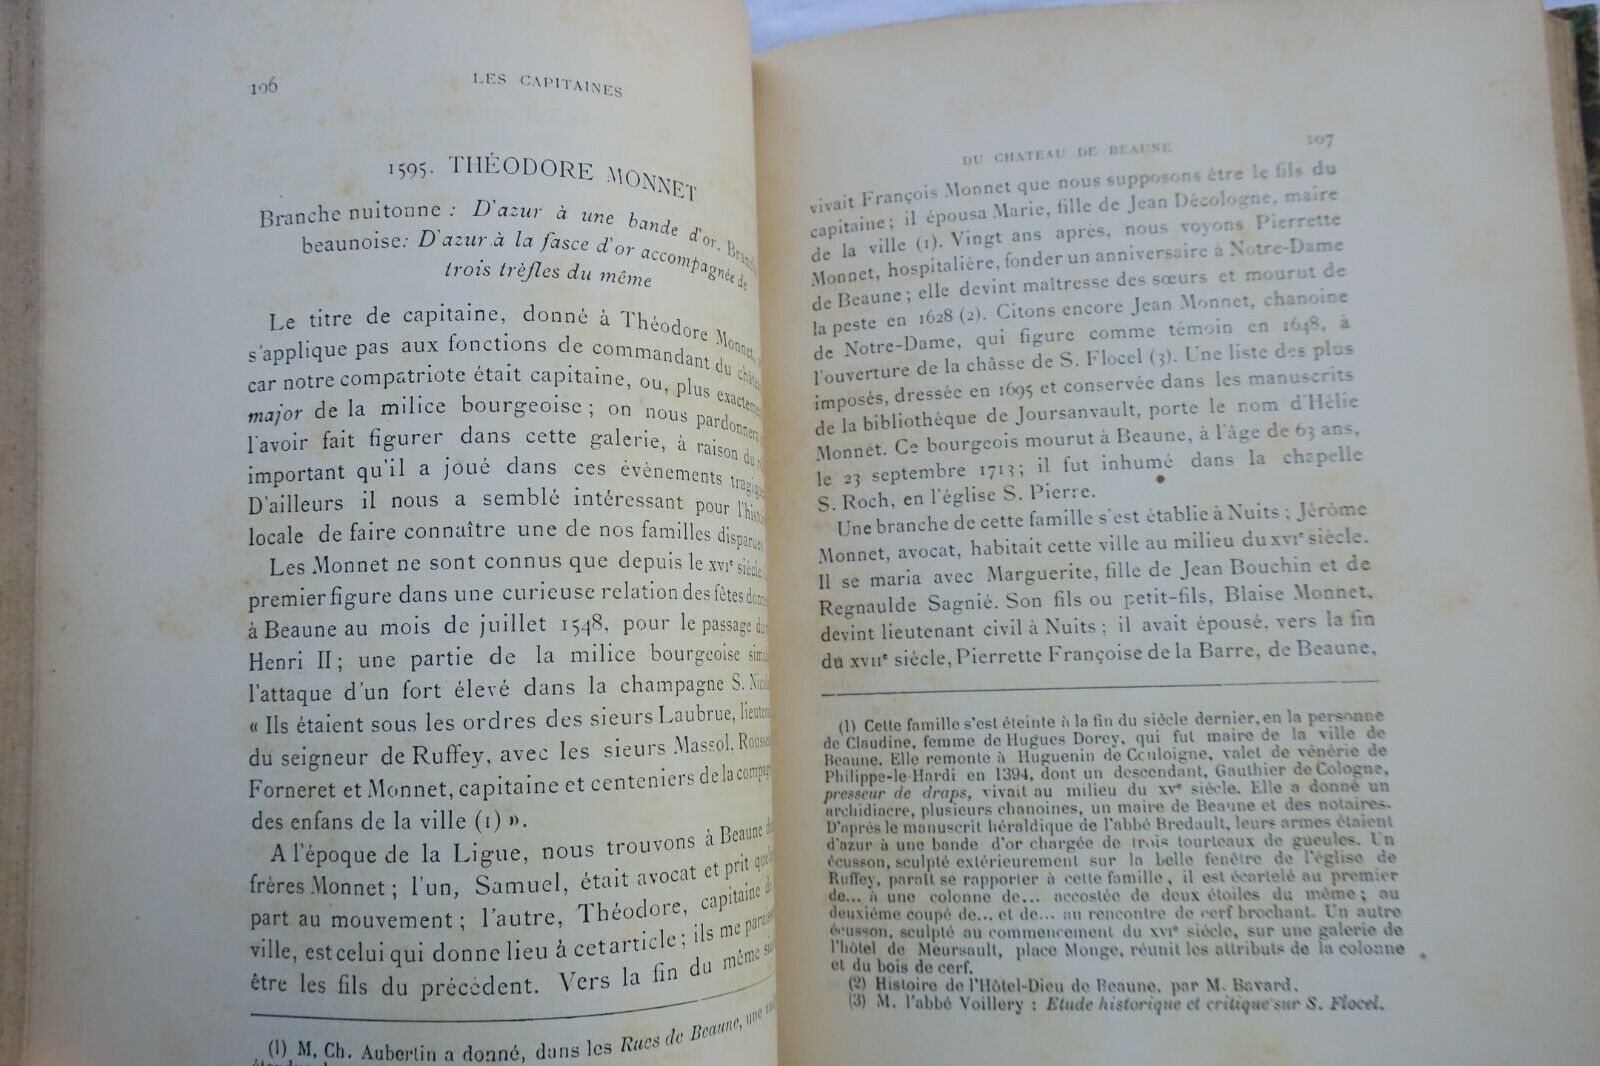 106
LES CAPITAINES
1595. THÉODORE MONNET
Branche nuitonne : D'azur à une bande d'or. Branche
beaunoise: D'azur à la fasce d'or accompagnée de
trois trèfles du même
Le titre de capitaine, donné à Théodore Monnet,
s'applique pas aux fonctions de commandant du château
car notre compatriote était capitaine, ou, plus exactement
major de la milice bourgeoise ; on nous pardonnera
l'avoir fait figurer dans cette galerie, à raison du
important qu'il a joué dans ces événements tragiques
D'ailleurs il nous a semblé intéressant pour l'histoire
locale de faire connaître une de nos familles disparues.
Les Monnet ne sont connus que depuis le XVIe siècle.
premier figure dans une curieuse relation des fêtes données
à Beaune au mois de juillet 1548, pour le passage du
Henri II ; une partie de la milice bourgeoise
l'attaque d'un fort élevé dans la champagne S. Nicolas
« Ils étaient sous les ordres des sieurs Laubrue, lieutenant
du seigneur de Ruffey, avec les sieurs Massol,
Forneret et Monnet, capitaine et centeniers de la compagnie
des enfans de la ville (1) ».
A l'époque de la Ligue, nous trouvons à Beaune
frères Monnet ; l'un, Samuel, était avocat et prit quelque
part au mouvement ; l'autre, Théodore, capitaine de
ville, est celui qui donne lieu à cet article ; ils me paraissent
être les fils du précédent. Vers la fin du même siècle
(1) M. Ch. Aubertin a donné, dans les Rues de Beaune, une
DU CHATEAU DE BEAUNE
107
vivait François Monnet que nous supposons être le fils du
capitaine ; il épousa Marie, fille de Jean Décologne, maire
de la ville (1). Vingt ans après, nous voyons Pierrette
Monnet, hospitalière, fonder un anniversaire à Notre-Dame
de Beaune ; elle devint maîtresse des sœurs et mourut de
la peste en 1628 (2). Citons encore Jean Monnet, chanoine
de Notre-Dame, qui figure comme témoin en 1648, à
l'ouverture de la châsse de S. Flocel (3). Une liste des plus
imposés, dressée en 1695 et conservée dans les manuscrits
de la bibliothèque de Joursanvault, porte le nom d'Hélie
Monnet. Ce bourgeois mourut à Beaune, à l'âge de 63 ans,
le 23 septembre 1713 ; il fut inhumé dans la chapelle
S. Roch, en l'église S. Pierre.
Une branche de cette famille s'est établie à Nuits ; Jérôme
Monnet, avocat, habitait cette ville au milieu du XVIe siècle.
Il se maria avec Marguerite, fille de Jean Bouchin et de
Regnaulde Sagnié. Son fils ou petit-fils, Blaise Monnet,
devint lieutenant civil à Nuits ; il avait épousé, vers la fin
du XVIIe siècle, Pierrette Françoise de la Barre, de Beaune,
(1) Cette famille s'est éteinte à la fin du siècle dernier, en la personne
de Claudine, femme de Hugues Dorey, qui fut maire de la ville de
Beaune. Elle remonte à Huguenin de Couloigne, valet de vénerie de
Philippe-le-Hardi en 1394, dont un descendant, Gauthier de Cologne,
presseur de draps, vivait au milieu du XVe siècle. Elle a donné un
archidiacre, plusieurs chanoines, un maire de Beaune et des notaires.
D'après le manuscrit héraldique de l'abbé Bredault, leurs armes étaient
d'azur à une bande d'or chargée de trois tourteaux de gueules. Un
écusson, sculpté extérieurement sur la belle fenêtre de l'église de
Ruffey, paraît se rapporter à cette famille, il est écartelé au premier
de... à une colonne de... accostée de deux étoiles du même ; au
deuxième coupé de... et de... au rencontre de cerf brochant. Un autre
écusson, sculpté au commencement du XVIe siècle, sur une galerie de
l'hôtel de Meursault, place Monge, réunit les attributs de la colonne
et du bois de cerf.
(2) Histoire de l'Hôtel-Dieu de Beaune, par M. Bavard.
(3) M. l'abbé Voillery : Etude historique et critique sur S. Flocel.